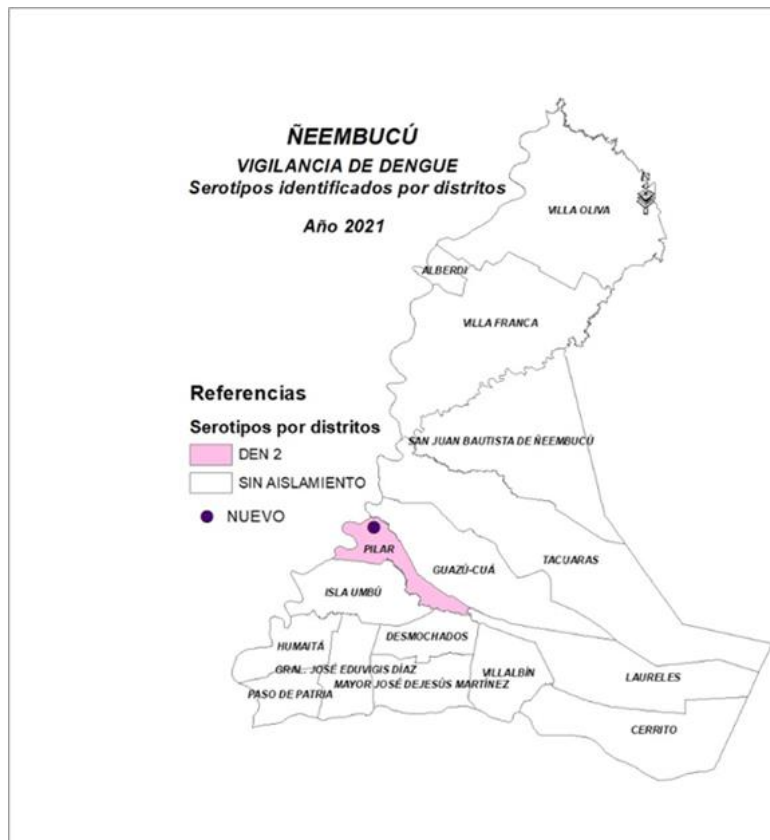 ÑEEMBUCÚ
VIGILANCIA DE DENGUE
Serotipos identificados por distritos
Año 2021
VILLA OLIVA
ALBERDI
VILLA FRANCA
Referencias
Serotipos por distritos
DEN 2
SIN AISLAMIENTO
NUEVO
SAN JUAN BAUTISTA DE ÑEEMBUCÚ
PILAR
GUAZÚ-CUÁ
TACUARAS
ISLA UMBÚ
DESMOCHADOS
HUMAITÁ
GRAL. JOSÉ EDUVIGIS DÍAZ
VILLALBÍN
LAURELES
PASO DE PATRIA
MAYOR JOSÉ DEJESÚS MARTÍNEZ
CERRITO